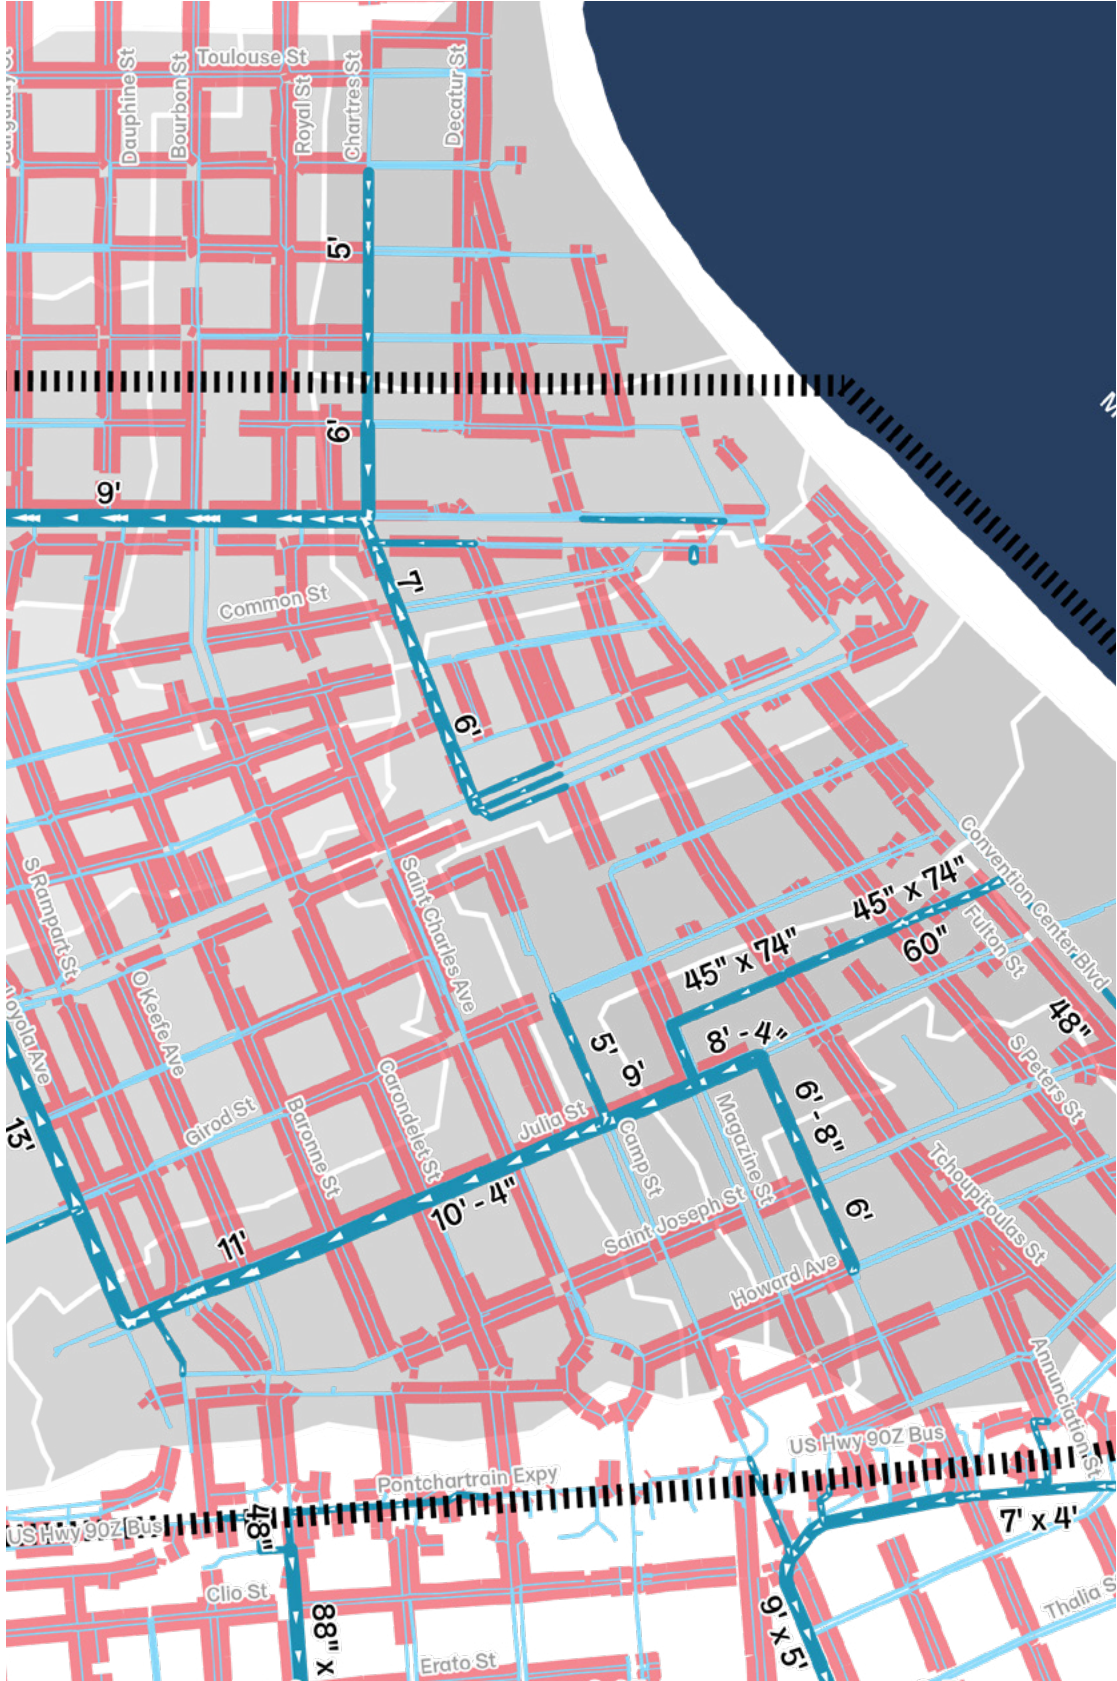 Toulouse St
Dauphine St
Bourbon St
Royal St
Chartres St
Decatur St
5'
6'
9'
7'
Common St
6'
Convention Center Blvd
45" x 74"
S Rampart St
Saint Charles Ave
Fulton St
60"
45" x 74"
O Keefe Ave
Loyola Ave
48"
8' - 4"
5'
9'
S Peters St
Carondelet St
Girod St
Baronne St
Julia St
Magazine St
6' - 8"
13'
Camp St
Tchoupitoulas St
10' - 4"
Saint Joseph St
6'
11'
Howard Ave
Annunciation St
US Hwy 90Z Bus
Pontchartrain Expy
48"
US Hwy 90Z Bus
7' x 4'
Clio St
Thalia S
88" x
9' x 5'
Erato St